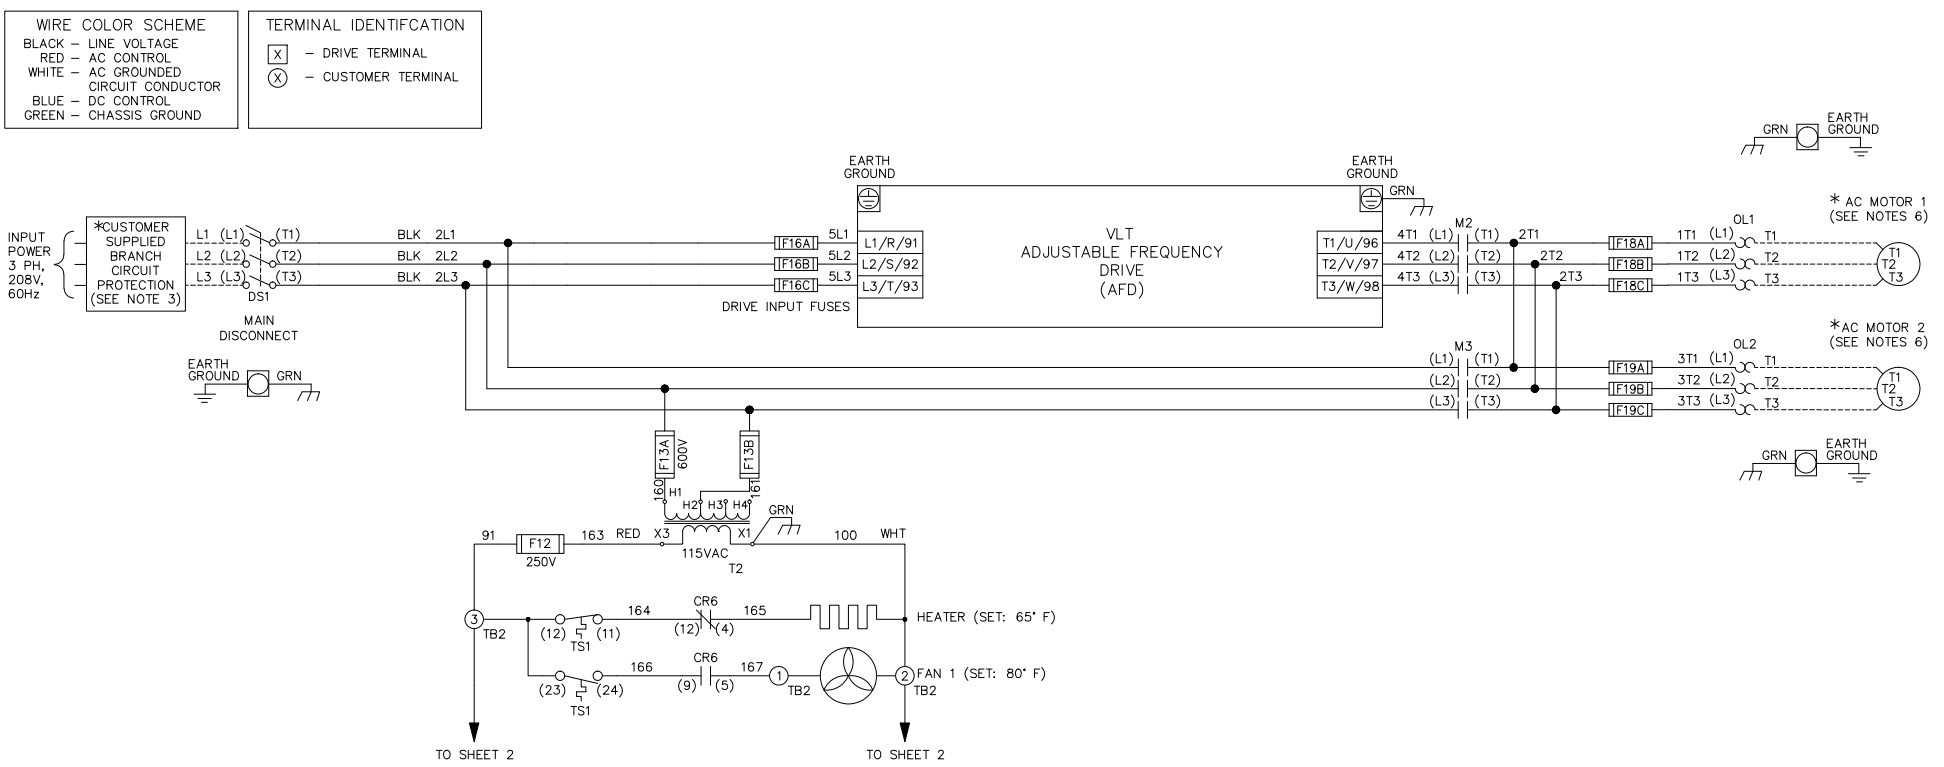 WIRE COLOR SCHEME
BLACK – LINE VOLTAGE
RED – AC CONTROL
WHITE – AC GROUNDED
CIRCUIT CONDUCTOR
BLUE – DC CONTROL
GREEN – CHASSIS GROUND
TERMINAL IDENTIFCATION
X – DRIVE TERMINAL
X – CUSTOMER TERMINAL
INPUT
POWER
3 PH,
208V,
60Hz
*CUSTOMER
SUPPLIED
BRANCH
CIRCUIT
PROTECTION
(SEE NOTE 3)
L1 (L1) (T1) BLK 2L1
L2 (L2) (T2) BLK 2L2
L3 (L3) (T3) BLK 2L3
DS1
MAIN
DISCONNECT
EARTH
GROUND GRN
F16A 5L1
F16B 5L2
F16C 5L3
DRIVE INPUT FUSES
EARTH
GROUND
L1/R/91
L2/S/92
L3/T/93
VLT
ADJUSTABLE FREQUENCY
DRIVE
(AFD)
EARTH
GROUND
GRN
T1/U/96
T2/V/97
T3/W/98
M2
4T1 (L1) (T1) 2T1
4T2 (L2) (T2) 2T2
4T3 (L3) (T3) 2T3
F18A 1T1 (L1) T1
F18B 1T2 (L2) T2
F18C 1T3 (L3) T3
OL1
GRN
EARTH
GROUND
* AC MOTOR 1
(SEE NOTES 6)
T1
T2
T3
M3
(L1) (T1)
(L2) (T2)
(L3) (T3)
F19A 3T1 (L1) T1
F19B 3T2 (L2) T2
F19C 3T3 (L3) T3
OL2
*AC MOTOR 2
(SEE NOTES 6)
T1
T2
T3
GRN
EARTH
GROUND
F13A
600V
F13B
160
161
H1
H2 H3 H4
GRN
91 F12 163 RED X3 X1 100 WHT
250V
115VAC
T2
3
TB2
(12) (11) 164 CR6 165
TS1
(12) (4)
HEATER (SET: 65° F)
(23) (24) 166 CR6 167
TS1
(9) (5)
1
TB2
2
TB2
FAN 1 (SET: 80° F)
TO SHEET 2
TO SHEET 2